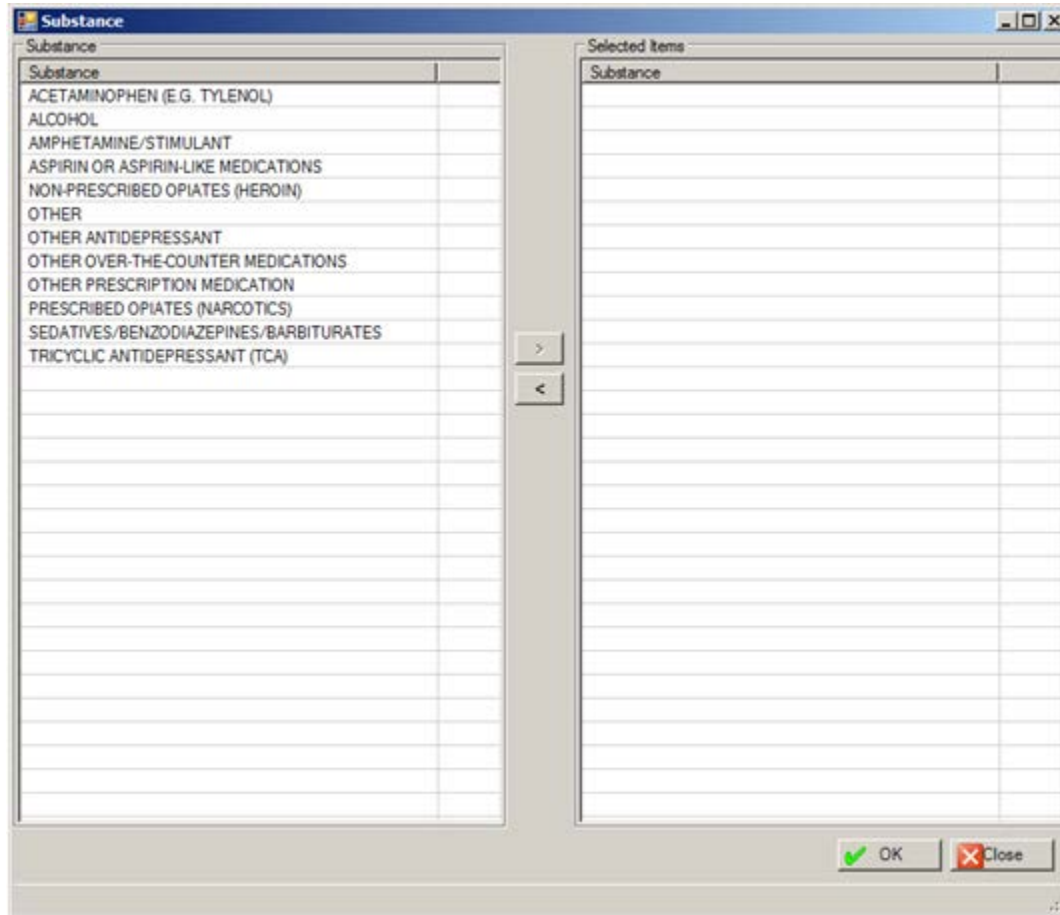 Substance
Substance
Substance
ACETAMINOPHEN (E.G. TYLENOL)
ALCOHOL
AMPHETAMINE/STIMULANT
ASPIRIN OR ASPIRIN-LIKE MEDICATIONS
NON-PRESCRIBED OPIATES (HEROIN)
OTHER
OTHER ANTIDEPRESSANT
OTHER OVER-THE-COUNTER MEDICATIONS
OTHER PRESCRIPTION MEDICATION
PRESCRIBED OPIATES (NARCOTICS)
SEDATIVES/BENZODIAZEPINES/BARBITURATES
TRICYCLIC ANTIDEPRESSANT (TCA)
>
<
Selected Items
Substance
OK
Close